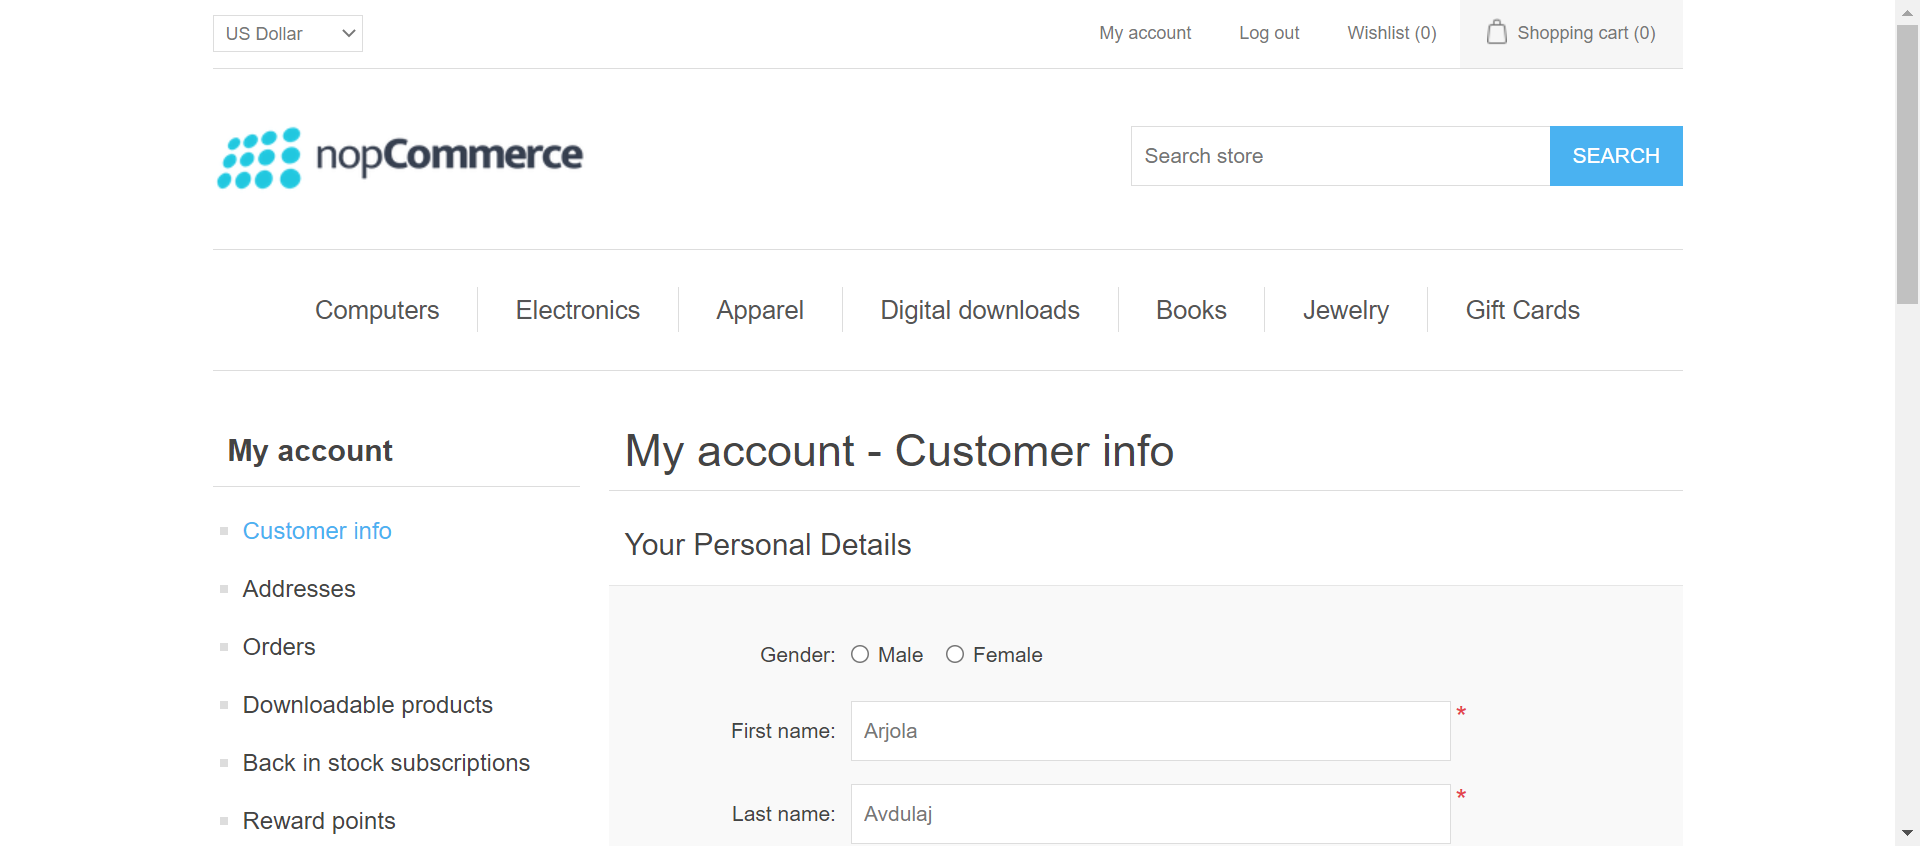 US Dollar
My account
Log out
Wishlist (0)
Shopping cart (0)
nopCommerce
Search store
SEARCH
Computers
Electronics
Apparel
Digital downloads
Books
Jewelry
Gift Cards
My account
Customer info
Addresses
Orders
Downloadable products
Back in stock subscriptions
Reward points
My account - Customer info
Your Personal Details
Gender: Male Female
First name: Arjola *
Last name: Avdulaj *